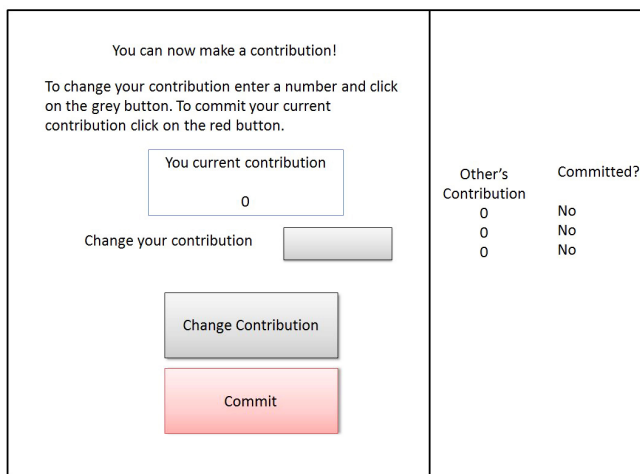 You can now make a contribution!
To change your contribution enter a number and click
on the grey button. To commit your current
contribution click on the red button.
You current contribution
0
Change your contribution
Change Contribution
Commit
Other's Committed?
Contribution
0 No
0 No
0 No